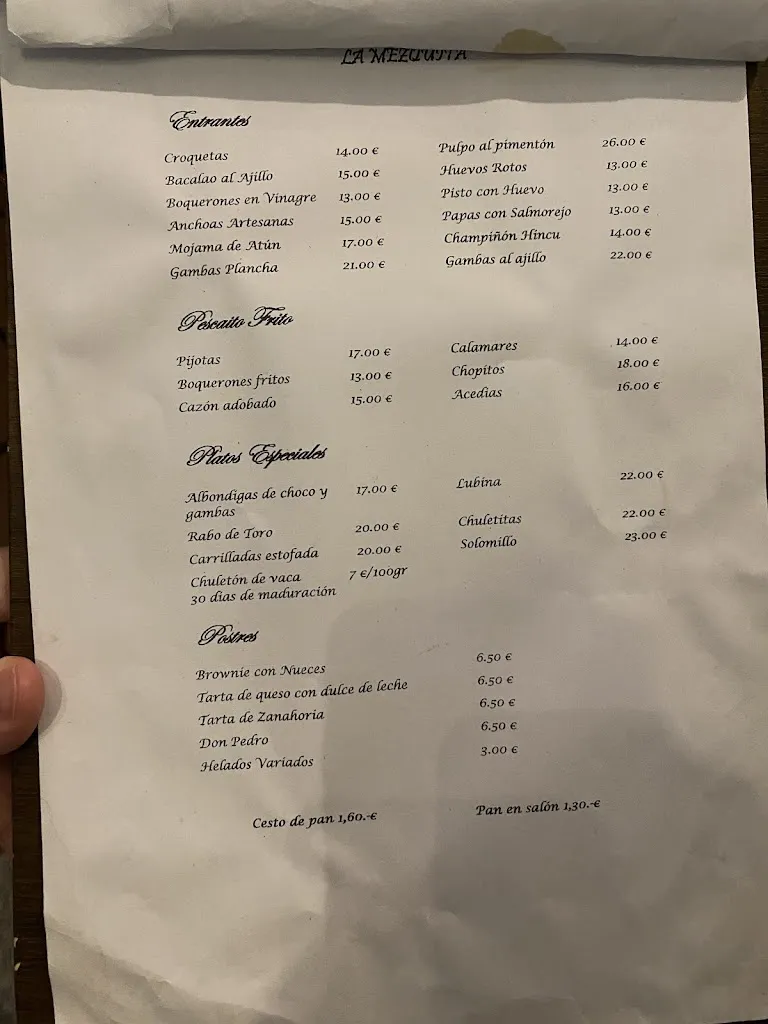 LA MEZQUITA
Entrantes
Croquetas 14.00 €
Bacalao al Ajillo 15.00 €
Boquerones en Vinagre 13.00 €
Anchoas Artesanas 15.00 €
Mojama de Atún 17.00 €
Gambas Plancha 21.00 €
Pulpo al pimentón 26.00 €
Huevos Rotos 13.00 €
Pisto con Huevo 13.00 €
Papas con Salmorejo 13.00 €
Champiñón Hincu 14.00 €
Gambas al ajillo 22.00 €
Pescaito Frito
Pijotas 17.00 €
Boquerones fritos 13.00 €
Cazón adobado 15.00 €
Calamares 14.00 €
Chopitos 18.00 €
Acedias 16.00 €
Platos Especiales
Albondigas de choco y 17.00 €
gambas
Rabo de Toro 20.00 €
Carrilladas estofada 20.00 €
Chuletón de vaca 7 €/100gr
30 dias de maduración
Lubina 22.00 €
Chuletitas 22.00 €
Solomillo 23.00 €
Postres
Brownie con Nueces 6.50 €
Tarta de queso con dulce de leche 6.50 €
Tarta de Zanahoria 6.50 €
Don Pedro 6.50 €
Helados Variados 3.00 €
Cesto de pan 1,60.-€ Pan en salón 1,30.-€